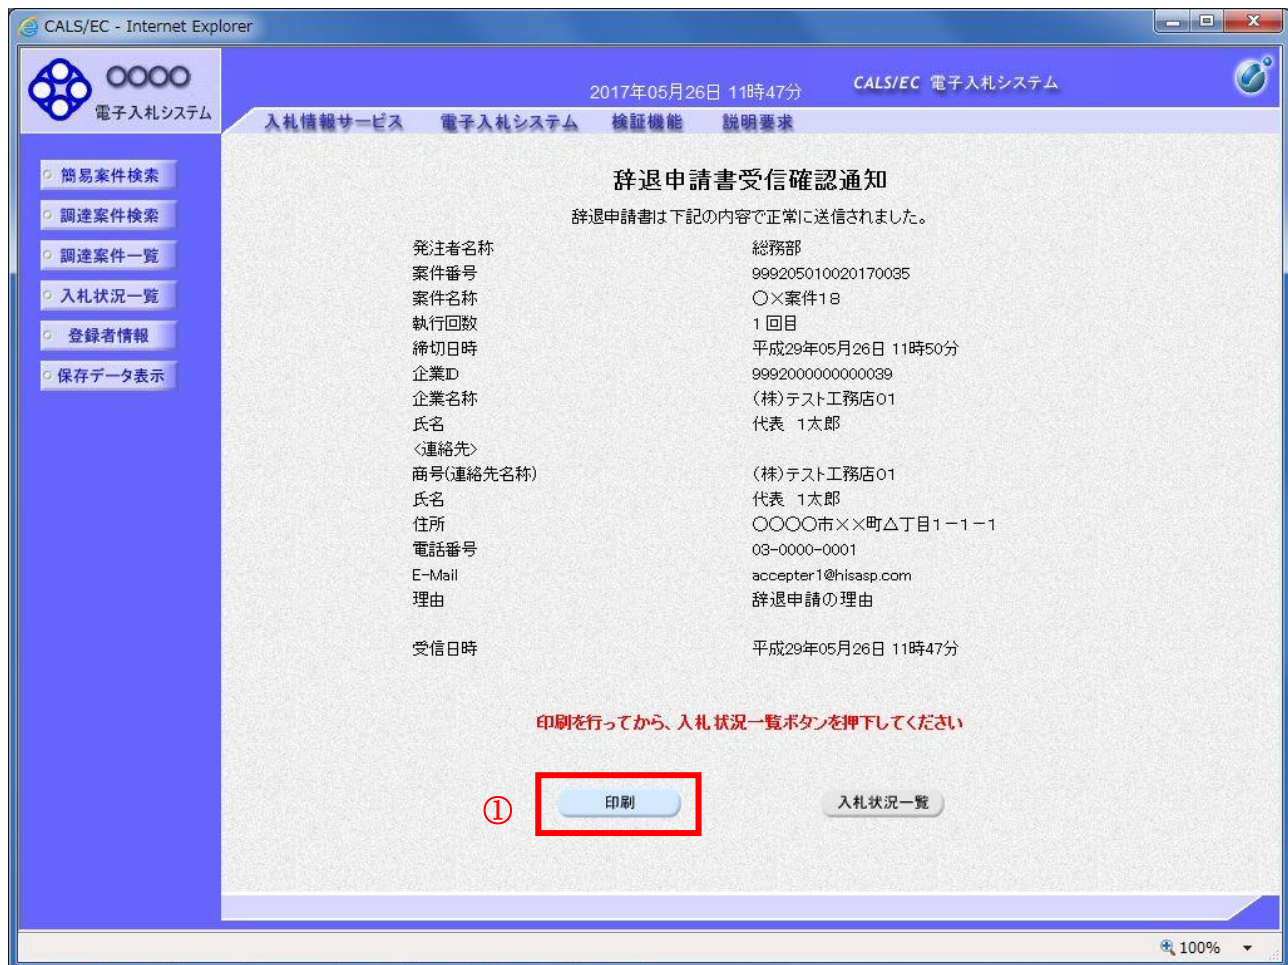 CALS/EC - Internet Explorer
〇〇〇〇
電子入札システム
2017年05月26日 11時47分
CALS/EC 電子入札システム
入札情報サービス 電子入札システム 検証機能 説明要求
簡易案件検索
調達案件検索
調達案件一覧
入札状況一覧
登録者情報
保存データ表示
辞退申請書受信確認通知
辞退申請書は下記の内容で正常に送信されました。
発注者名称 総務部
案件番号 999205010020170035
案件名称 〇×案件18
執行回数 1回目
締切日時 平成29年05月26日 11時50分
企業ID 9992000000000039
企業名称 (株)テスト工務店01
氏名 代表 1太郎
<連絡先>
商号(連絡先名称) (株)テスト工務店01
氏名 代表 1太郎
住所 〇〇〇〇市××町△丁目1-1-1
電話番号 03-0000-0001
E-Mail accepter1@hisasp.com
理由 辞退申請の理由
受信日時 平成29年05月26日 11時47分
印刷を行ってから、入札状況一覧ボタンを押下してください
① 印刷 入札状況一覧
100%